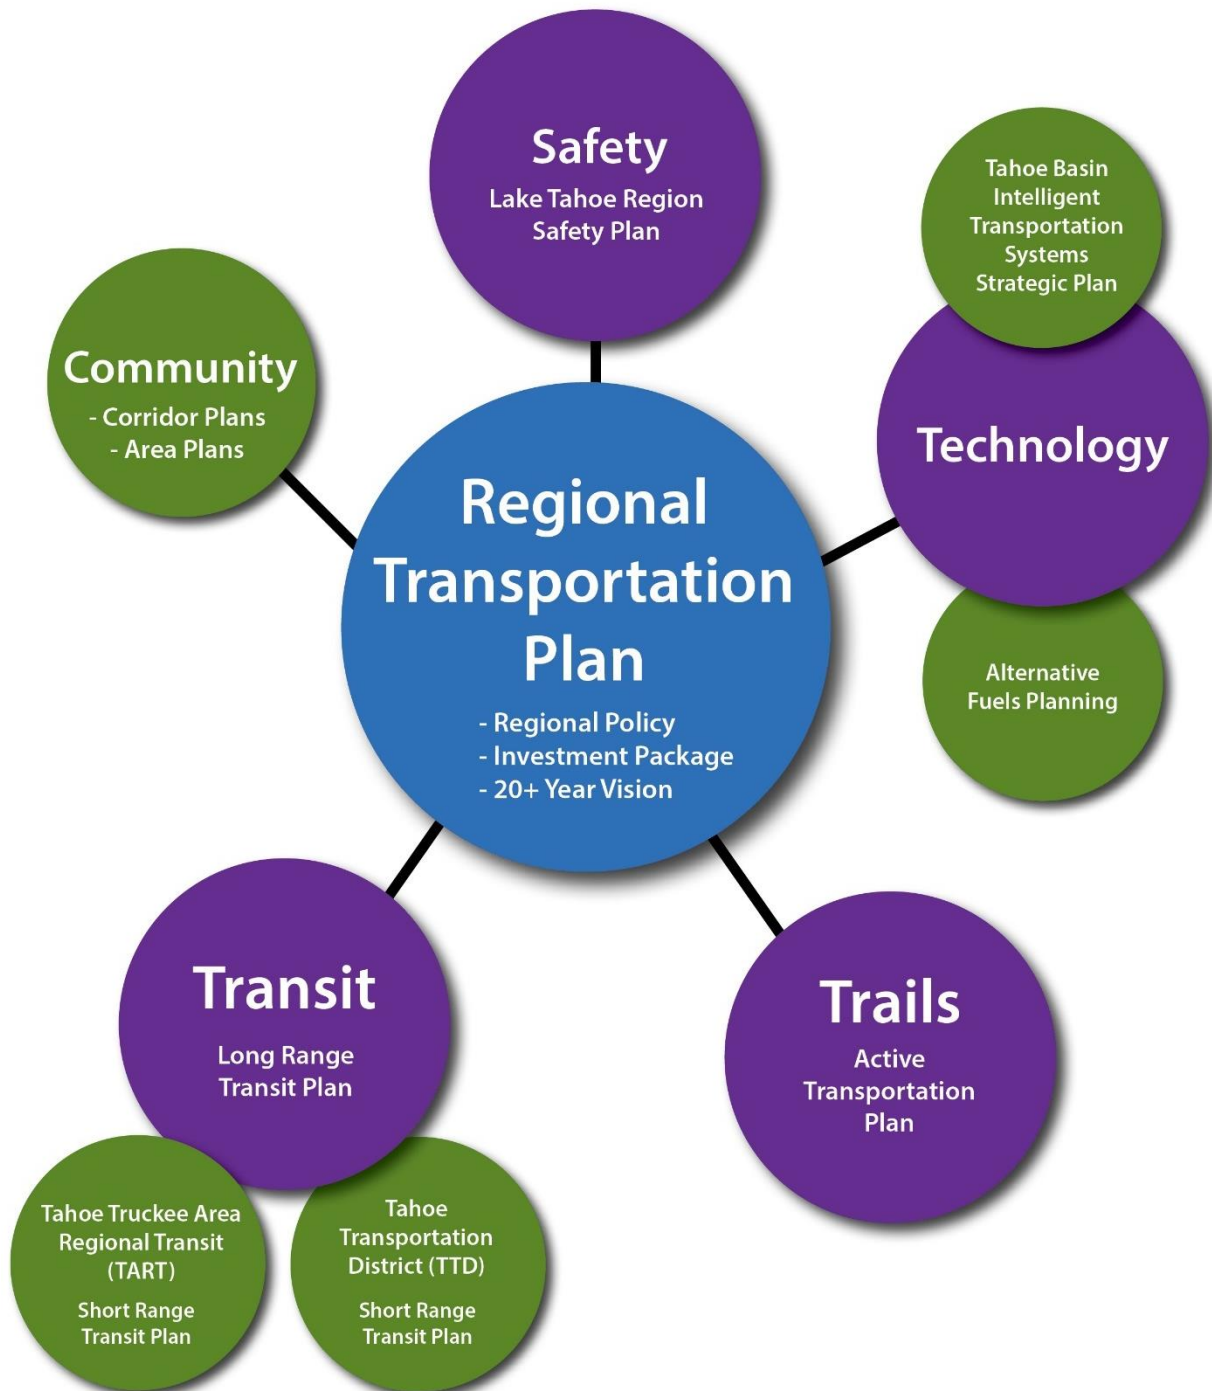 Safety
Lake Tahoe Region
Safety Plan
Tahoe Basin
Intelligent
Transportation
Systems
Strategic Plan
Community
- Corridor Plans
- Area Plans
Technology
Regional
Transportation
Plan
- Regional Policy
- Investment Package
- 20+ Year Vision
Alternative
Fuels Planning
Transit
Long Range
Transit Plan
Trails
Active
Transportation
Plan
Tahoe Truckee Area
Regional Transit
(TART)
Short Range
Transit Plan
Tahoe
Transportation
District (TTD)
Short Range
Transit Plan